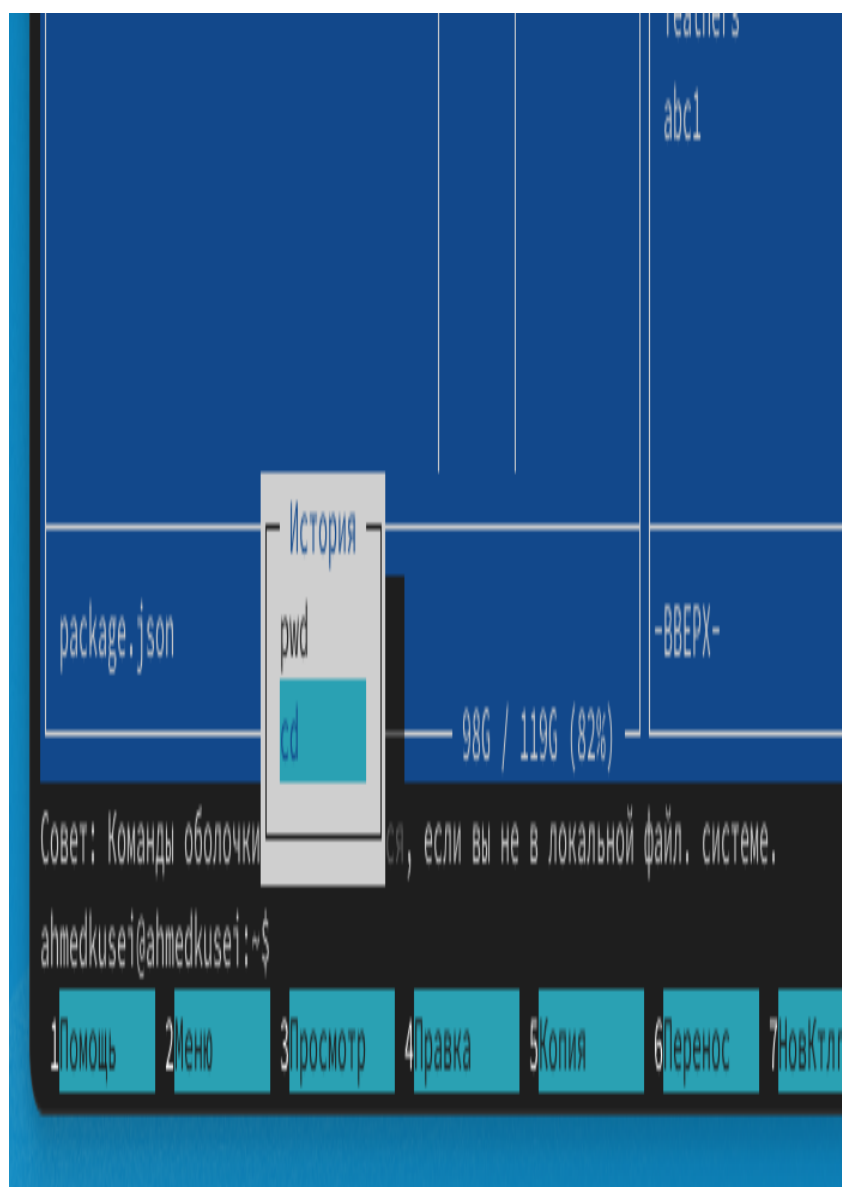 Teachers
abc1
История
pwd
cd
package.json
-ВВЕРХ-
98G / 119G (82%)
Совет: Команды оболочки ся, если вы не в локальной файл. системе.
ahmedkusei@ahmedkusei:~$
1Помощь 2Меню 3Просмотр 4Правка 5Копия 6Перенос 7НовКтлг